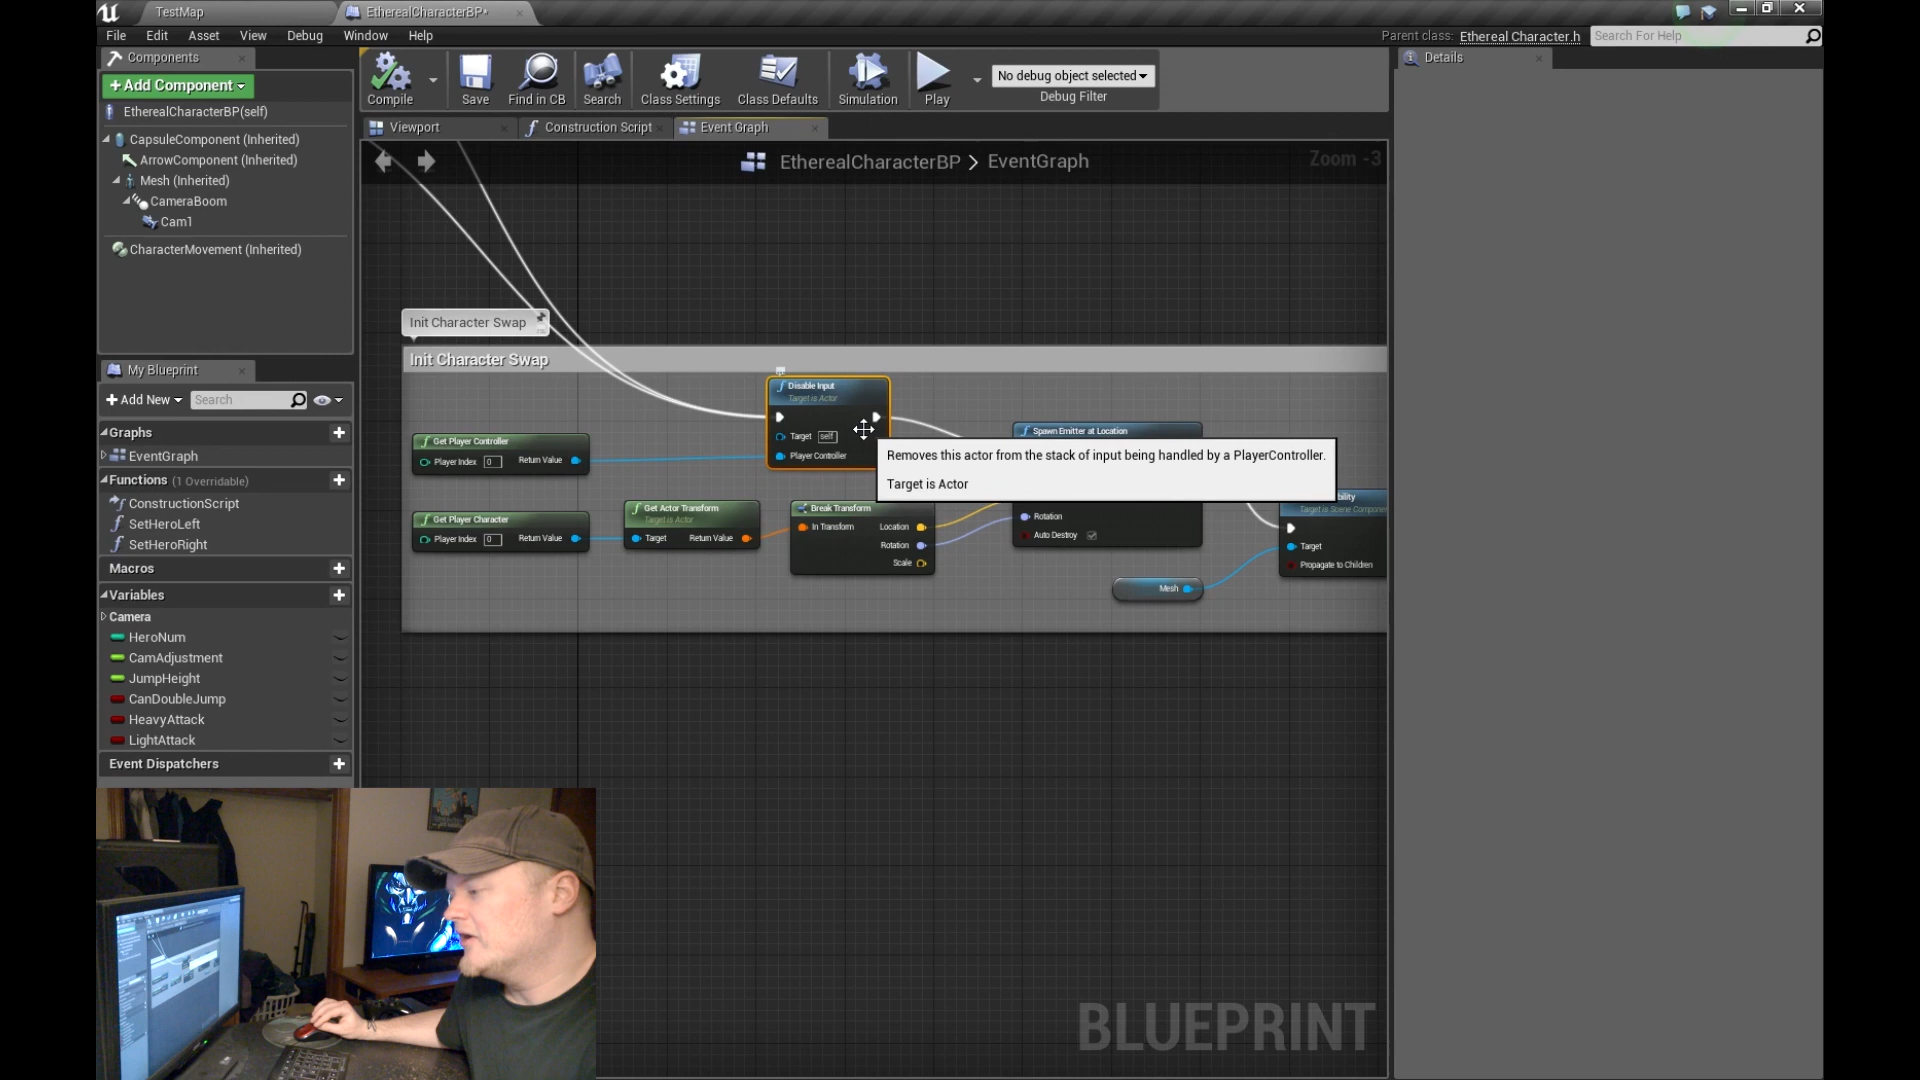 TestMap
EtherealCharacterBP*
File Edit Asset View Debug Window Help
Parent class: Ethereal Character.h
Search For Help
Components
+Add Component
EtherealCharacterBP(self)
CapsuleComponent (Inherited)
ArrowComponent (Inherited)
Mesh (Inherited)
CameraBoom
Cam1
CharacterMovement (Inherited)
Compile
Save
Find in CB
Search
Class Settings
Class Defaults
Simulation
Play
No debug object selected
Debug Filter
Details
Viewport
Construction Script
Event Graph
EtherealCharacterBP > EventGraph
Zoom -3
My Blueprint
Add New
Search
Graphs
EventGraph
Functions (1 Overridable)
ConstructionScript
SetHeroLeft
SetHeroRight
Macros
Variables
Camera
HeroNum
CamAdjustment
JumpHeight
CanDoubleJump
HeavyAttack
LightAttack
Event Dispatchers
Init Character Swap
Init Character Swap
Disable Input
Target is Actor
Target self
Player Controller
Get Player Controller
Player Index 0 Return Value
Get Player Character
Player Index 0 Return Value
Get Actor Transform
Target is Actor
Target Return Value
Break Transform
In Transform Location
Rotation
Scale
Spawn Emitter at Location
Removes this actor from the stack of input being handled by a PlayerController.
Target is Actor
Rotation
Auto Destroy
Mesh
Target
Propagate to Children
BLUEPRINT